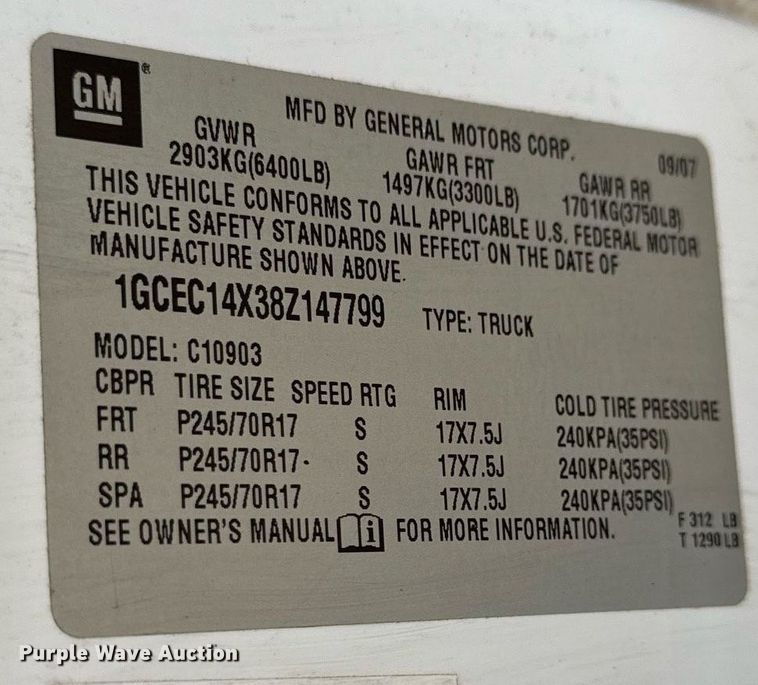 GM ®
MFD BY GENERAL MOTORS CORP. 09/07
GVWR GAWR FRT GAWR RR
2903KG(6400LB) 1497KG(3300LB) 1701KG(3750LB)
THIS VEHICLE CONFORMS TO ALL APPLICABLE U.S. FEDERAL MOTOR
VEHICLE SAFETY STANDARDS IN EFFECT ON THE DATE OF
MANUFACTURE SHOWN ABOVE.
1GCEC14X38Z147799 TYPE: TRUCK
MODEL: C10903
CBPR TIRE SIZE SPEED RTG RIM COLD TIRE PRESSURE
FRT P245/70R17 S 17X7.5J 240KPA(35PSI)
RR P245/70R17 S 17X7.5J 240KPA(35PSI)
SPA P245/70R17 S 17X7.5J 240KPA(35PSI)
SEE OWNER'S MANUAL i FOR MORE INFORMATION.
F 312 LB
T 1290 LB
Purple Wave Auction